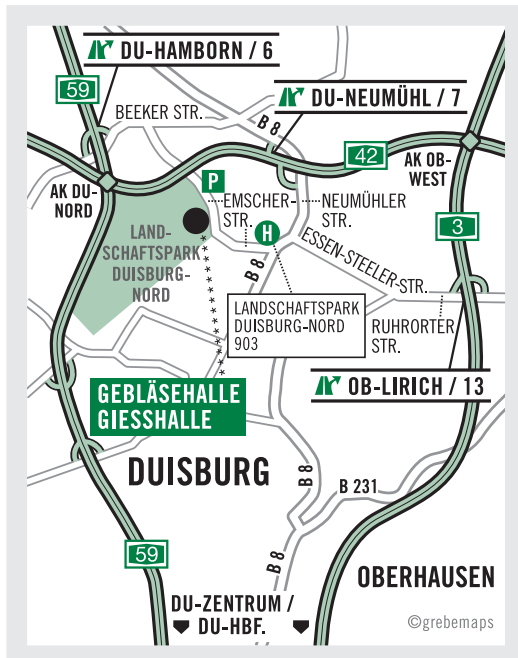 DU-HAMBORN / 6
59
BEEKER STR.
B 8
DU-NEUMÜHL / 7
42
AK DU-
NORD
AK OB-
WEST
P
EMSCHER-
STR.
NEUMÜHLER
STR.
H
3
LAND-
SCHAFTSPARK
DUISBURG-
NORD
ESSEN-STEELER-STR.
B 8
LANDSCHAFTSPARK
DUISBURG-NORD
903
RUHRORTER
STR.
GEBLÄSEHALLE
GIESSHALLE
OB-LIRICH / 13
DUISBURG
B 8
B 231
59
B 8
OBERHAUSEN
DU-ZENTRUM /
DU-HBF.
©grebemaps